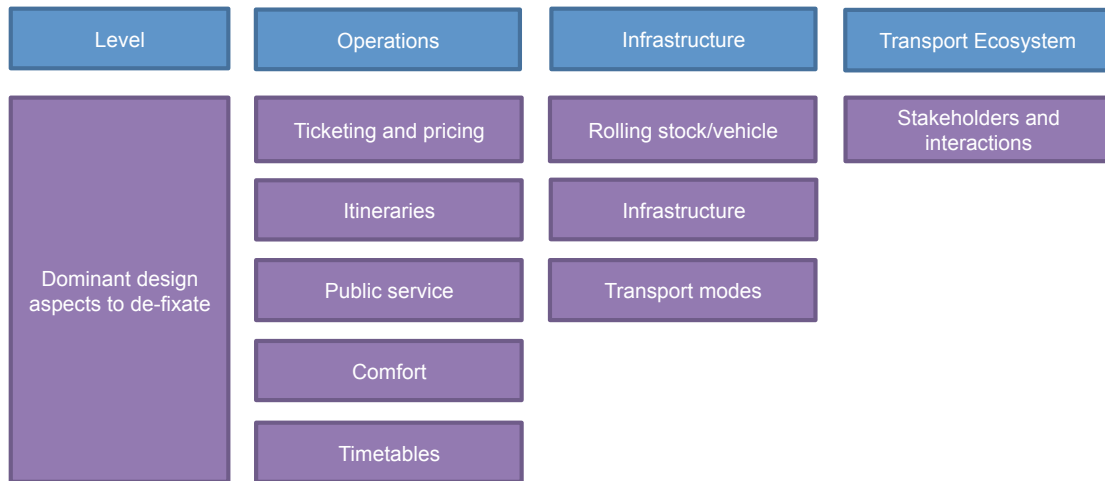 Level
Operations
Infrastructure
Transport Ecosystem
Dominant design
aspects to de-fixate
Ticketing and pricing
Itineraries
Public service
Comfort
Timetables
Rolling stock/vehicle
Infrastructure
Transport modes
Stakeholders and
interactions